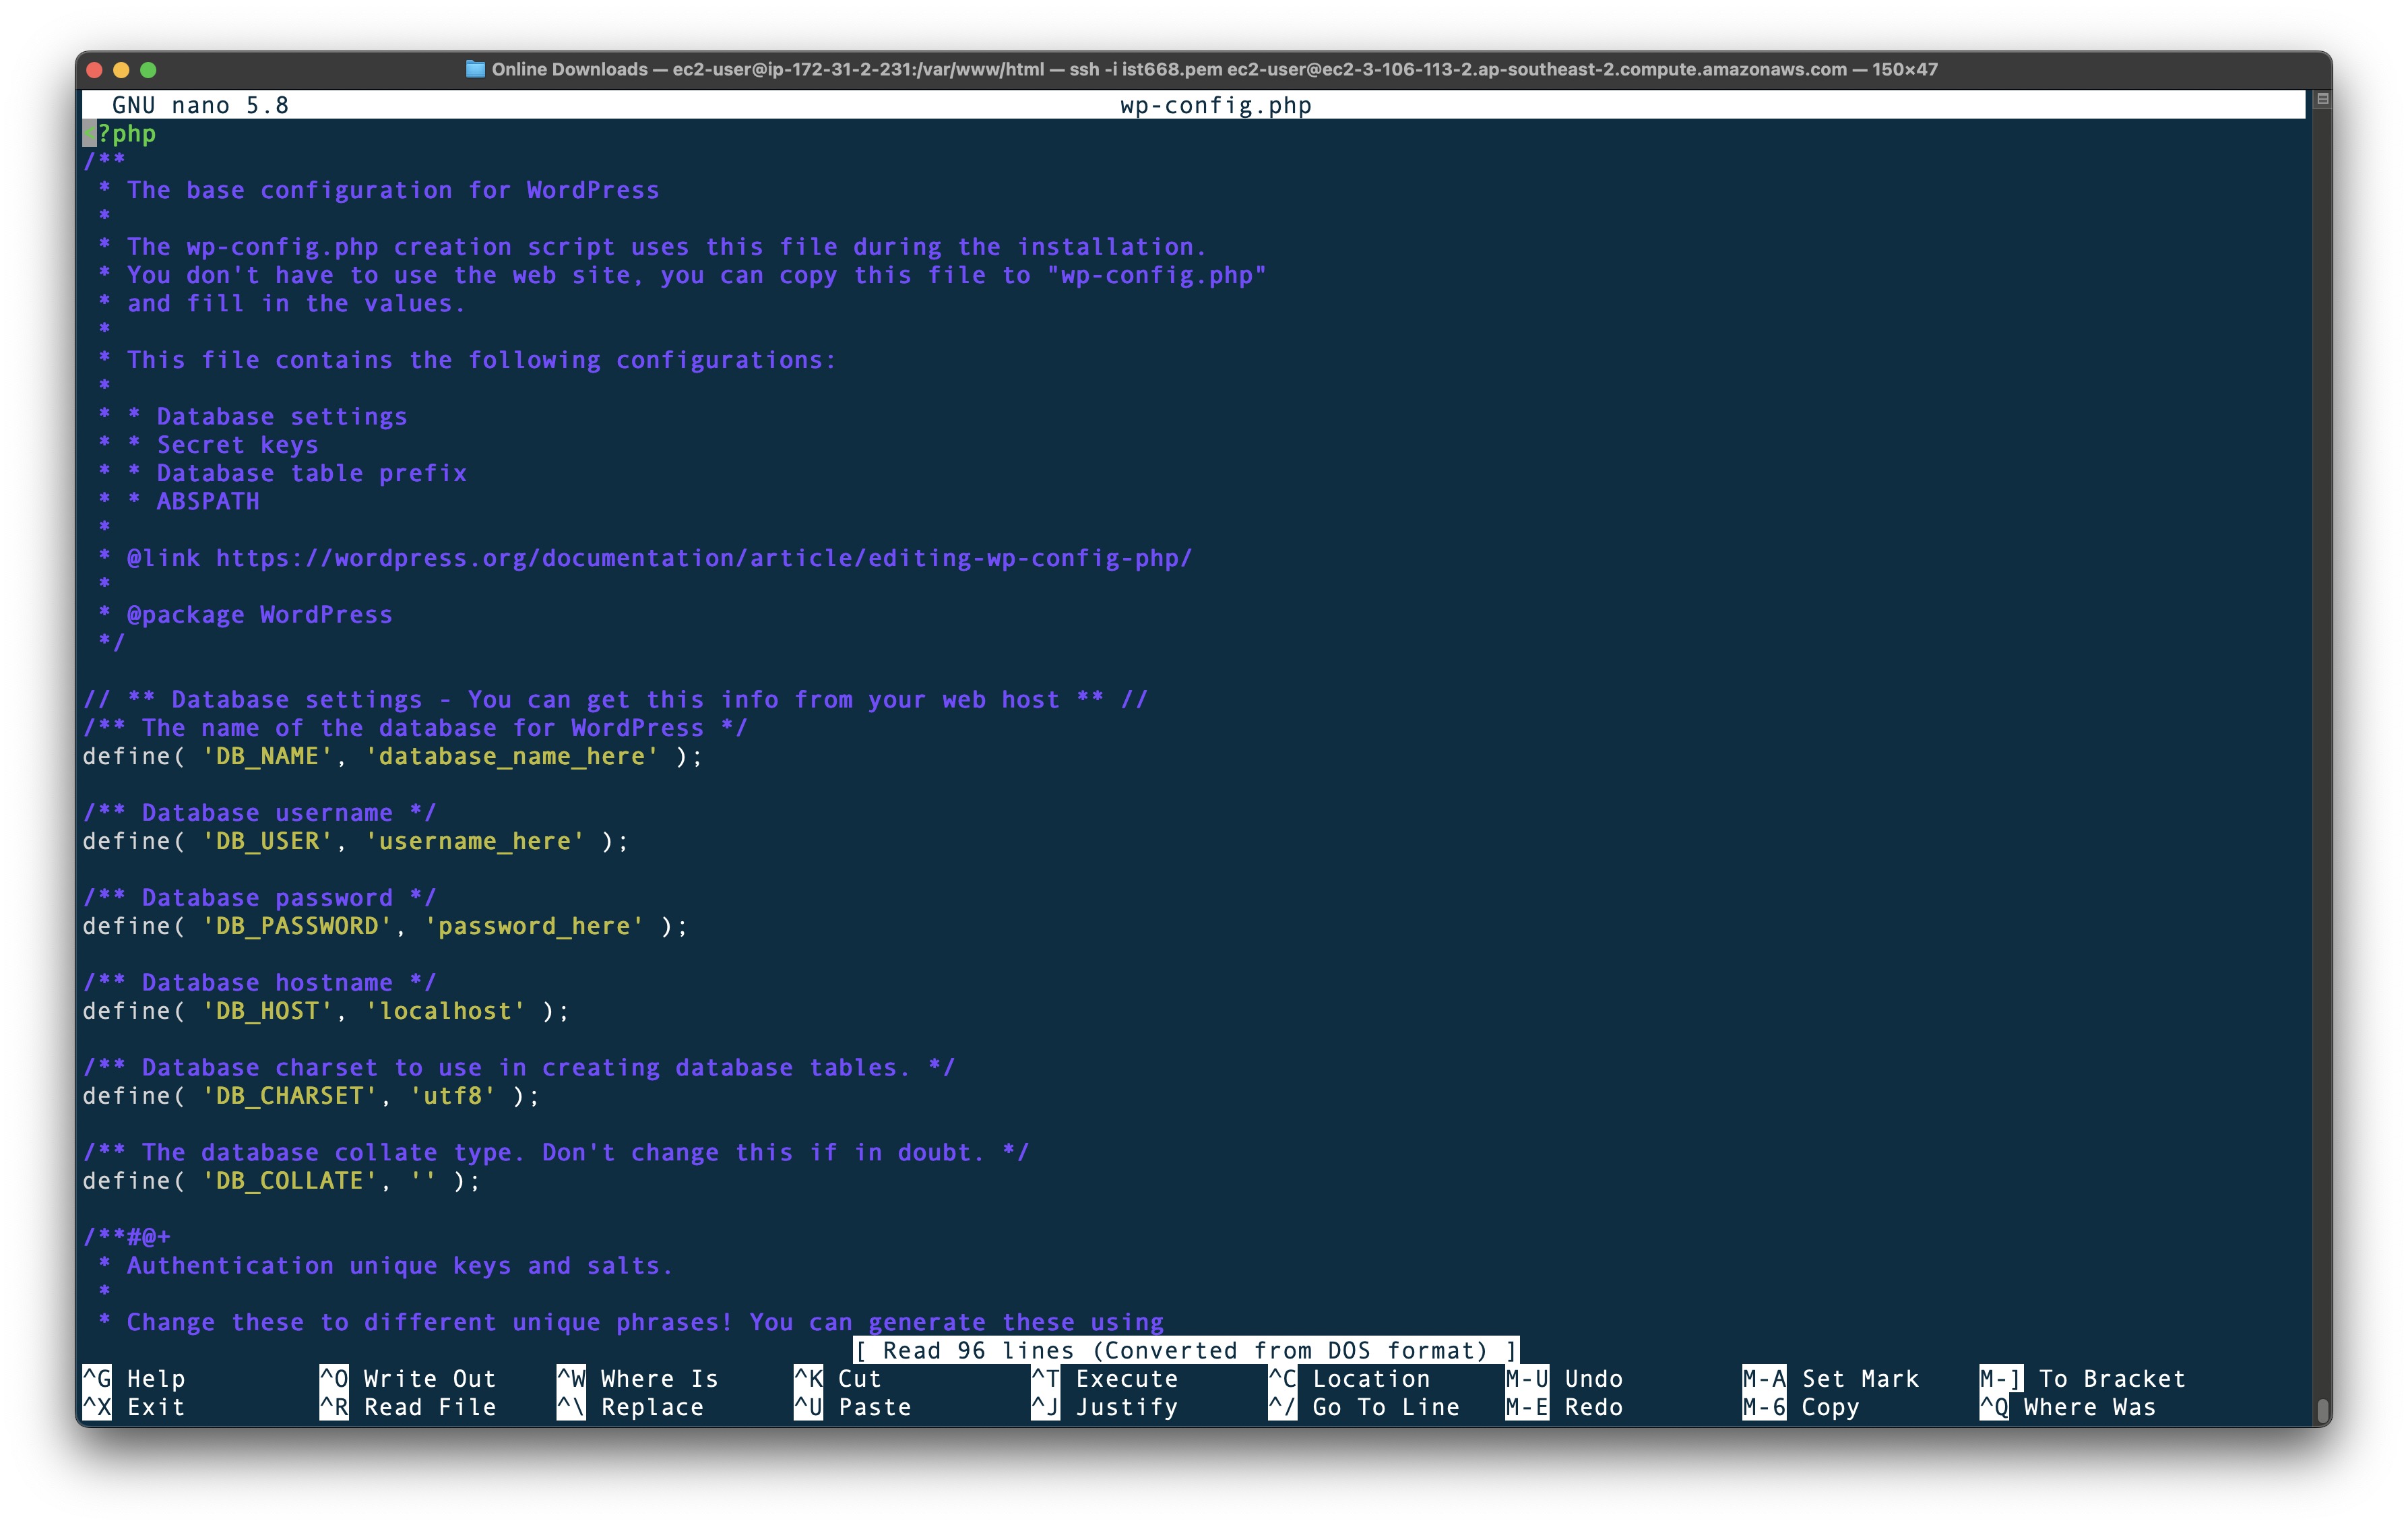 Online Downloads — ec2-user@ip-172-31-2-231:/var/www/html — ssh -i ist668.pem ec2-user@ec2-3-106-113-2.ap-southeast-2.compute.amazonaws.com — 150×47
GNU nano 5.8 wp-config.php
<?php
/**
 * The base configuration for WordPress
 *
 * The wp-config.php creation script uses this file during the installation.
 * You don't have to use the web site, you can copy this file to "wp-config.php"
 * and fill in the values.
 *
 * This file contains the following configurations:
 *
 * * Database settings
 * * Secret keys
 * * Database table prefix
 * * ABSPATH
 *
 * @link https://wordpress.org/documentation/article/editing-wp-config-php/
 *
 * @package WordPress
 */

// ** Database settings - You can get this info from your web host ** //
/** The name of the database for WordPress */
define( 'DB_NAME', 'database_name_here' );

/** Database username */
define( 'DB_USER', 'username_here' );

/** Database password */
define( 'DB_PASSWORD', 'password_here' );

/** Database hostname */
define( 'DB_HOST', 'localhost' );

/** Database charset to use in creating database tables. */
define( 'DB_CHARSET', 'utf8' );

/** The database collate type. Don't change this if in doubt. */
define( 'DB_COLLATE', '' );

/**#@+
 * Authentication unique keys and salts.
 *
 * Change these to different unique phrases! You can generate these using
[ Read 96 lines (Converted from DOS format) ]
^G Help ^O Write Out ^W Where Is ^K Cut ^T Execute ^C Location M-U Undo M-A Set Mark M-] To Bracket
^X Exit ^R Read File ^\ Replace ^U Paste ^J Justify ^/ Go To Line M-E Redo M-6 Copy ^Q Where Was